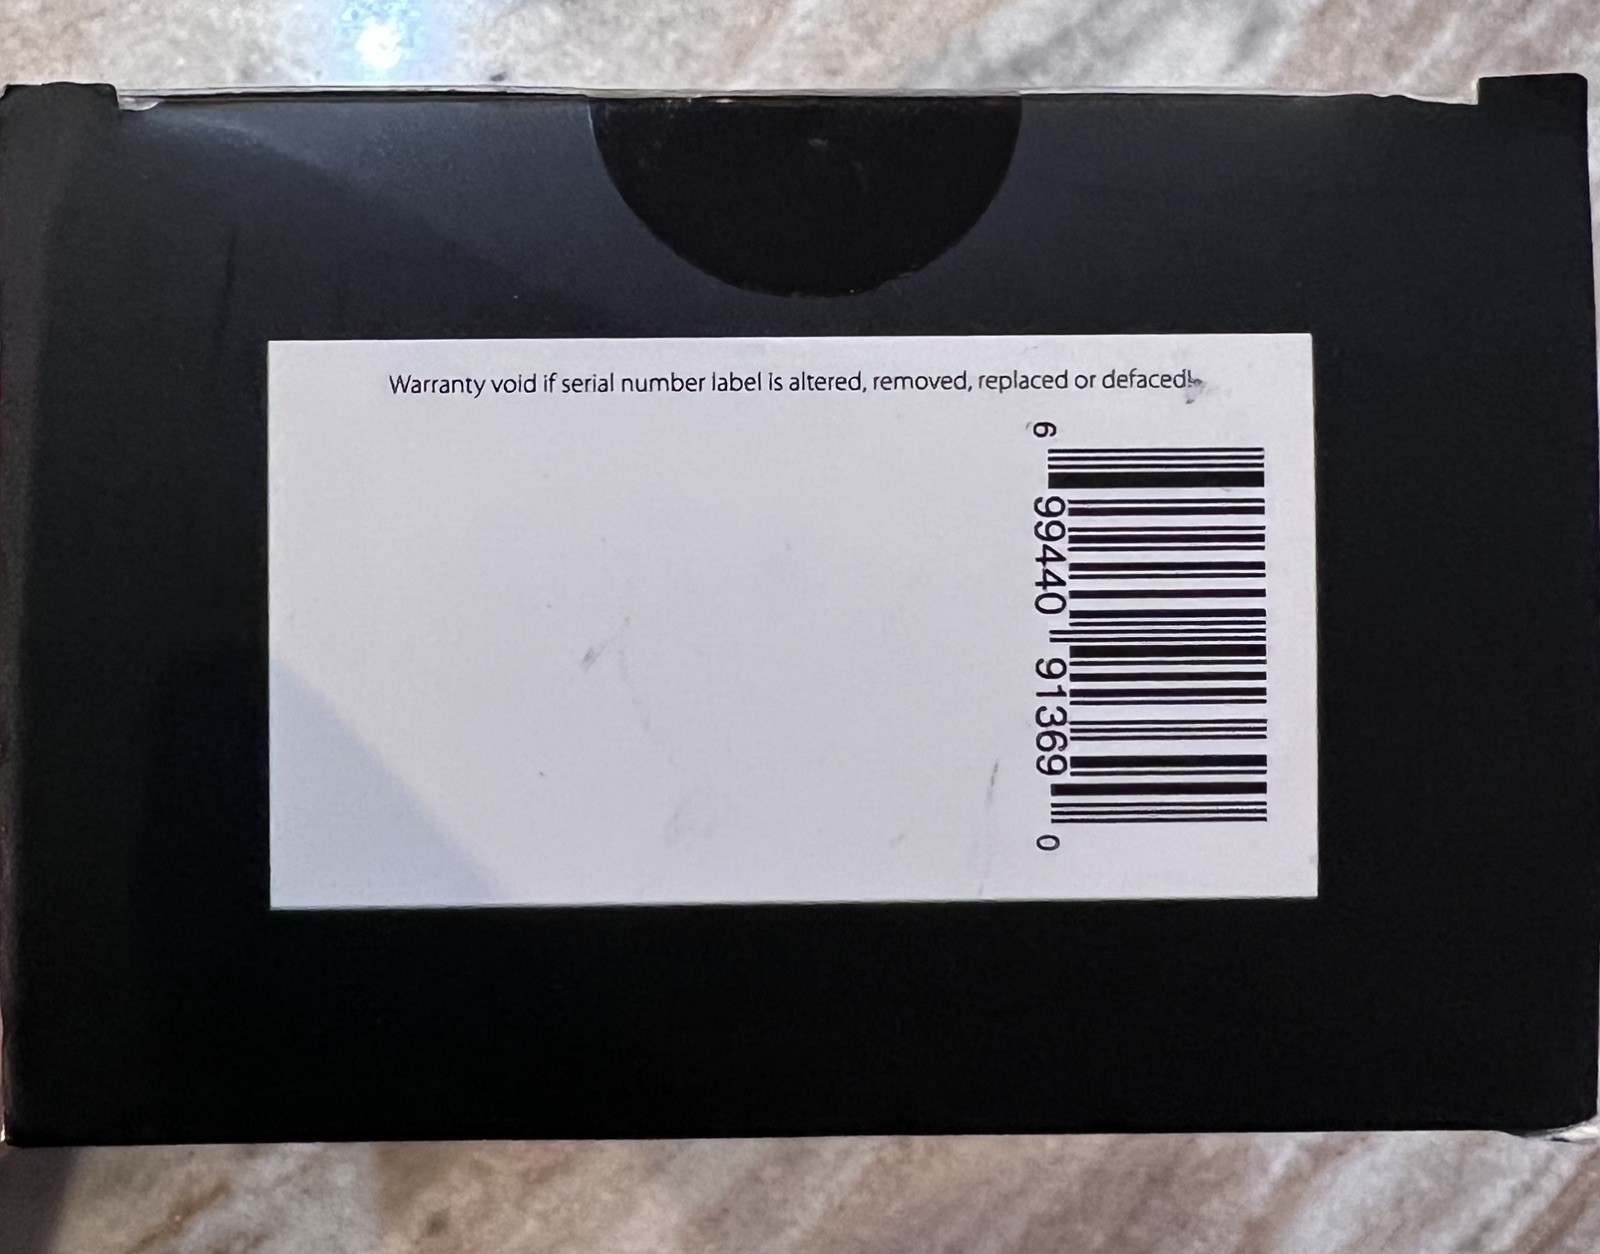 Warranty void if serial number label is altered, removed, replaced or defaced!
6 99440 91369 0